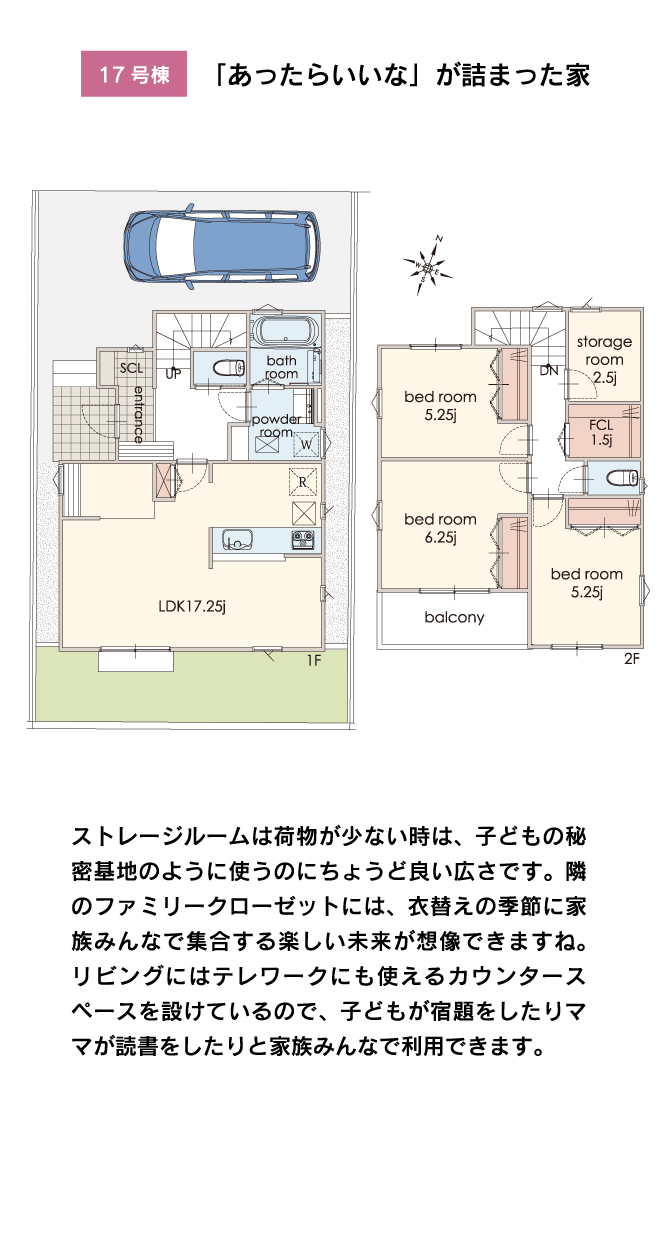 17号棟
「あったらいいな」が詰まった家
N
W
E
S
SCL
UP
entrance
bath
room
powder
room
W
R
LDK17.25j
1F
DN
storage
room
2.5j
bed room
5.25j
FCL
1.5j
bed room
6.25j
bed room
5.25j
balcony
2F
ストレージルームは荷物が少ない時は、子どもの秘
密基地のように使うのにちょうど良い広さです。隣
のファミリークローゼットには、衣替えの季節に家
族みんなで集合する楽しい未来が想像できますね。
リビングにはテレワークにも使えるカウンタース
ペースを設けているので、子どもが宿題をしたりマ
マが読書をしたりと家族みんなで利用できます。